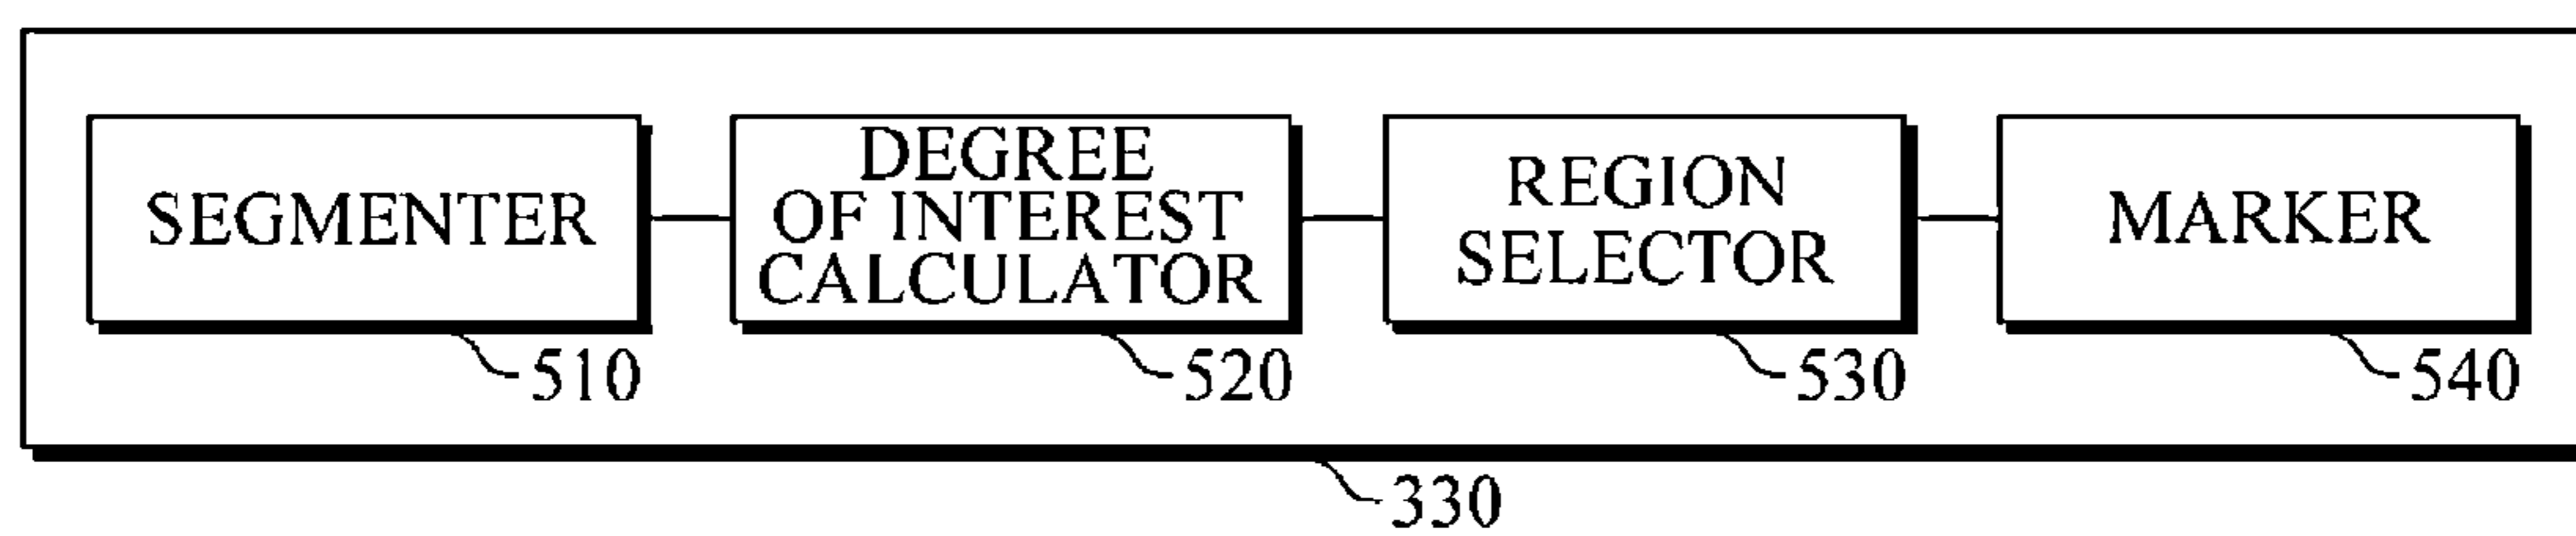 SEGMENTER
DEGREE
OF INTEREST
CALCULATOR
REGION
SELECTOR
MARKER
510
520
530
540
330